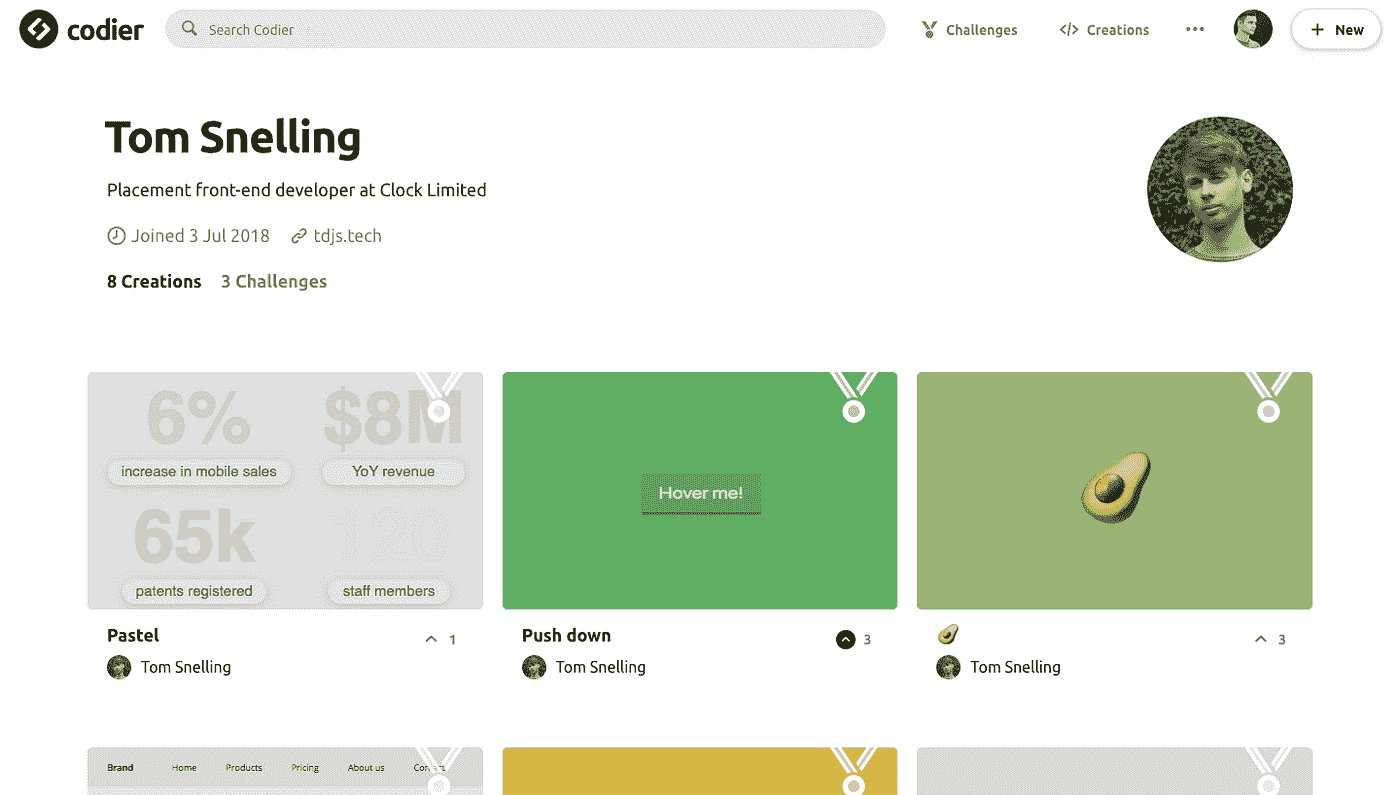 codier
Search Codier
Challenges
Creations
New
Tom Snelling
Placement front-end developer at Clock Limited
Joined 3 Jul 2018 tdjs.tech
8 Creations 3 Challenges
6% $8M
increase in mobile sales YoY revenue
65k 120
patents registered staff members
Hover me!
Pastel 1
Tom Snelling
Push down 3
Tom Snelling
3
Tom Snelling
Brand Home Products Pricing About us